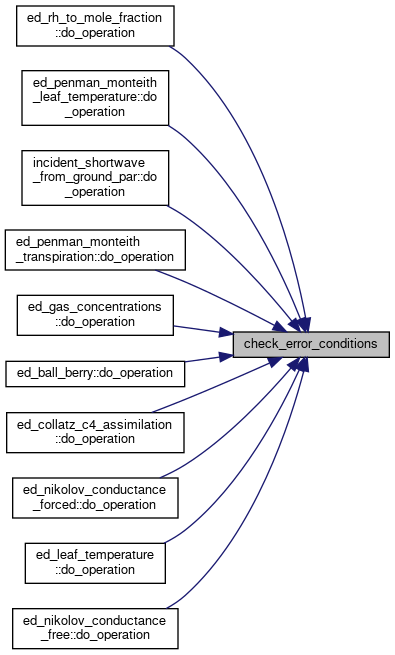 ed_rh_to_mole_fraction
::do_operation
ed_penman_monteith
_leaf_temperature::do
_operation
incident_shortwave
_from_ground_par::do
_operation
ed_penman_monteith
_transpiration::do_operation
ed_gas_concentrations
::do_operation
check_error_conditions
ed_ball_berry::do_operation
ed_collatz_c4_assimilation
::do_operation
ed_nikolov_conductance
_forced::do_operation
ed_leaf_temperature
::do_operation
ed_nikolov_conductance
_free::do_operation